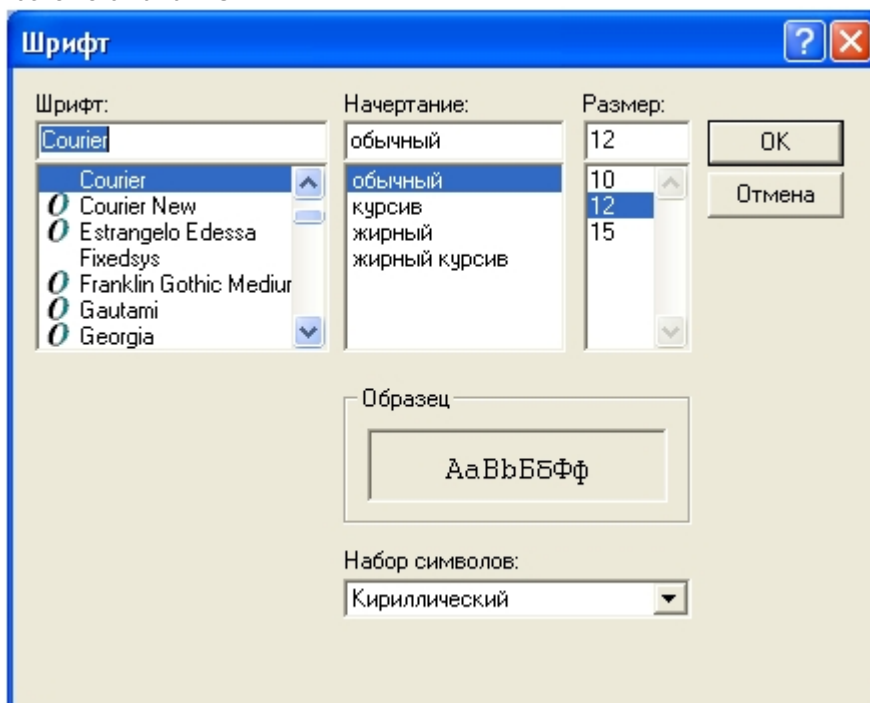 Шрифт
Шрифт:
Начертание:
Размер:
Courier
обычный
12
OK
Courier
обычный
10
Отмена
Courier New
курсив
12
Estrangelo Edessa
жирный
15
Fixedsys
жирный курсив
Franklin Gothic Mediur
Gautami
Georgia
Образец
АаВbБбФф
Набор символов:
Кириллический